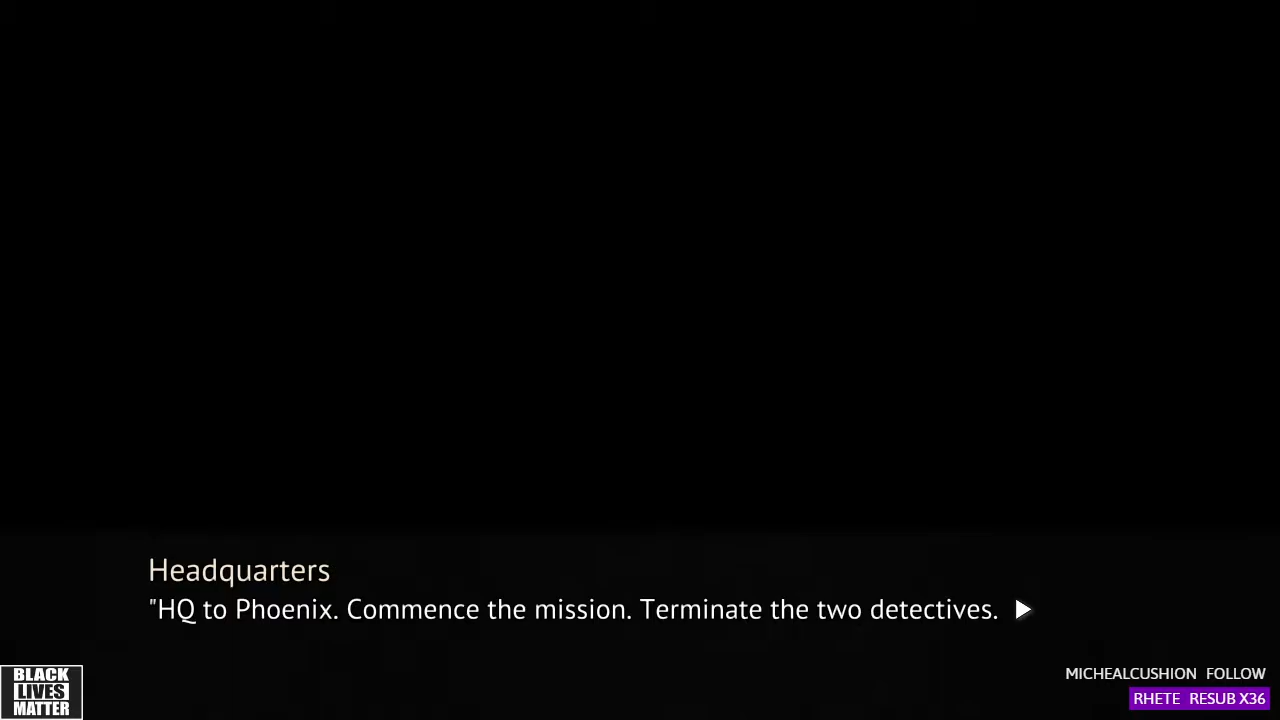 Headquarters
"HQ to Phoenix. Commence the mission. Terminate the two detectives.
BLACK
LIVES
MATTER
MICHEALCUSHION FOLLOW
RHETE RESUB X36